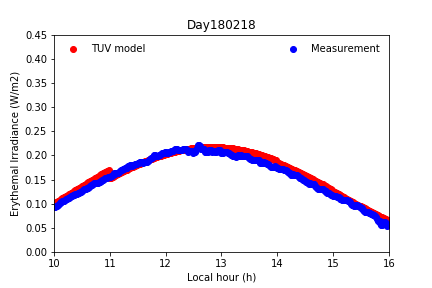 Day180218
TUV model
Measurement
Erythemal Irradiance (W/m2)
0.45
0.40
0.35
0.30
0.25
0.20
0.15
0.10
0.05
0.00
10 11 12 13 14 15 16
Local hour (h)